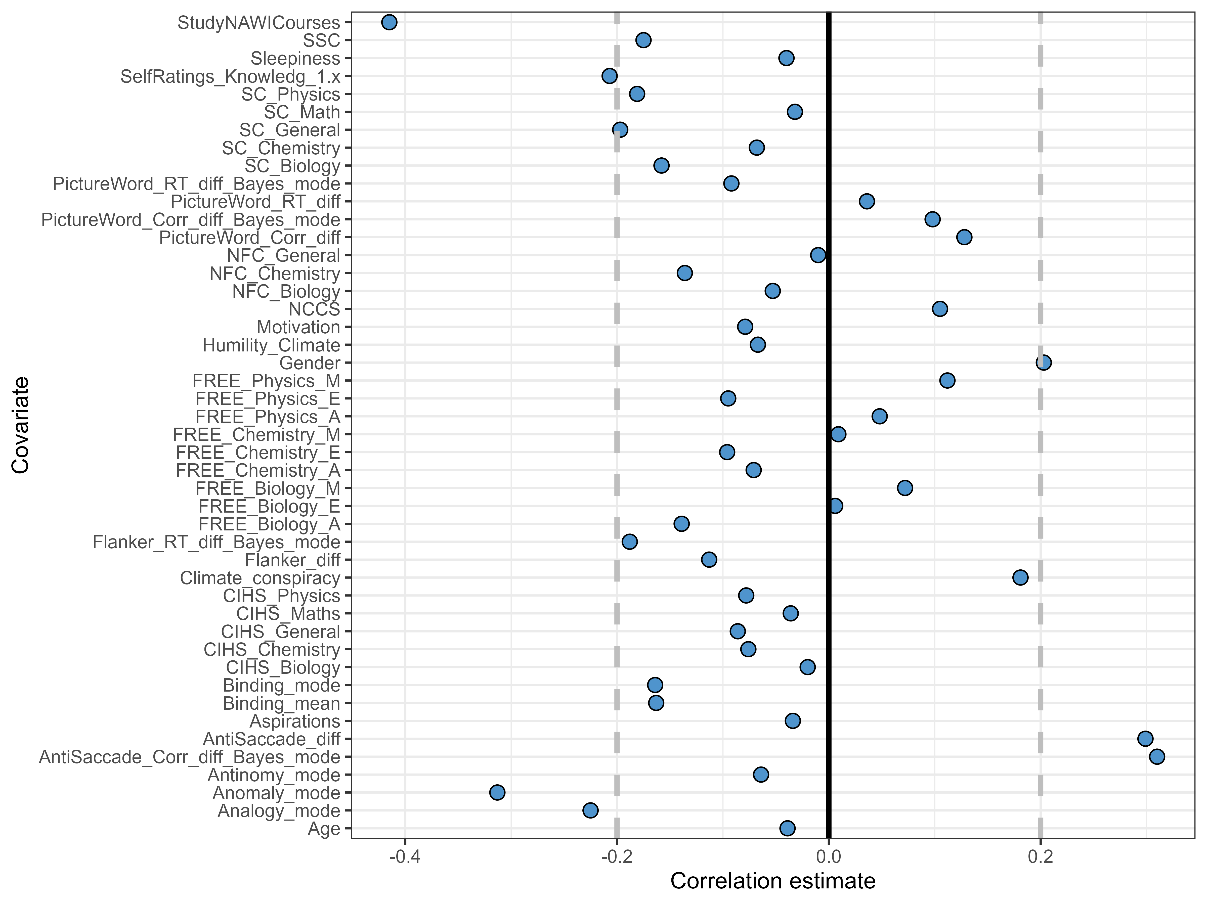 StudyNAWICourses
SSC
Sleepiness
SelfRatings_Knowledg_1.x
SC_Physics
SC_Math
SC_General
SC_Chemistry
SC_Biology
PictureWord_RT_diff_Bayes_mode
PictureWord_RT_diff
PictureWord_Corr_diff_Bayes_mode
PictureWord_Corr_diff
NFC_General
NFC_Chemistry
NFC_Biology
NCCS
Motivation
Humility_Climate
Gender
FREE_Physics_M
FREE_Physics_E
FREE_Physics_A
FREE_Chemistry_M
FREE_Chemistry_E
FREE_Chemistry_A
FREE_Biology_M
FREE_Biology_E
FREE_Biology_A
Flanker_RT_diff_Bayes_mode
Flanker_diff
Climate_conspiracy
CIHS_Physics
CIHS_Maths
CIHS_General
CIHS_Chemistry
CIHS_Biology
Binding_mode
Binding_mean
Aspirations
AntiSaccade_diff
AntiSaccade_Corr_diff_Bayes_mode
Antinomy_mode
Anomaly_mode
Analogy_mode
Age
Covariate
-0.4 -0.2 0.0 0.2
Correlation estimate